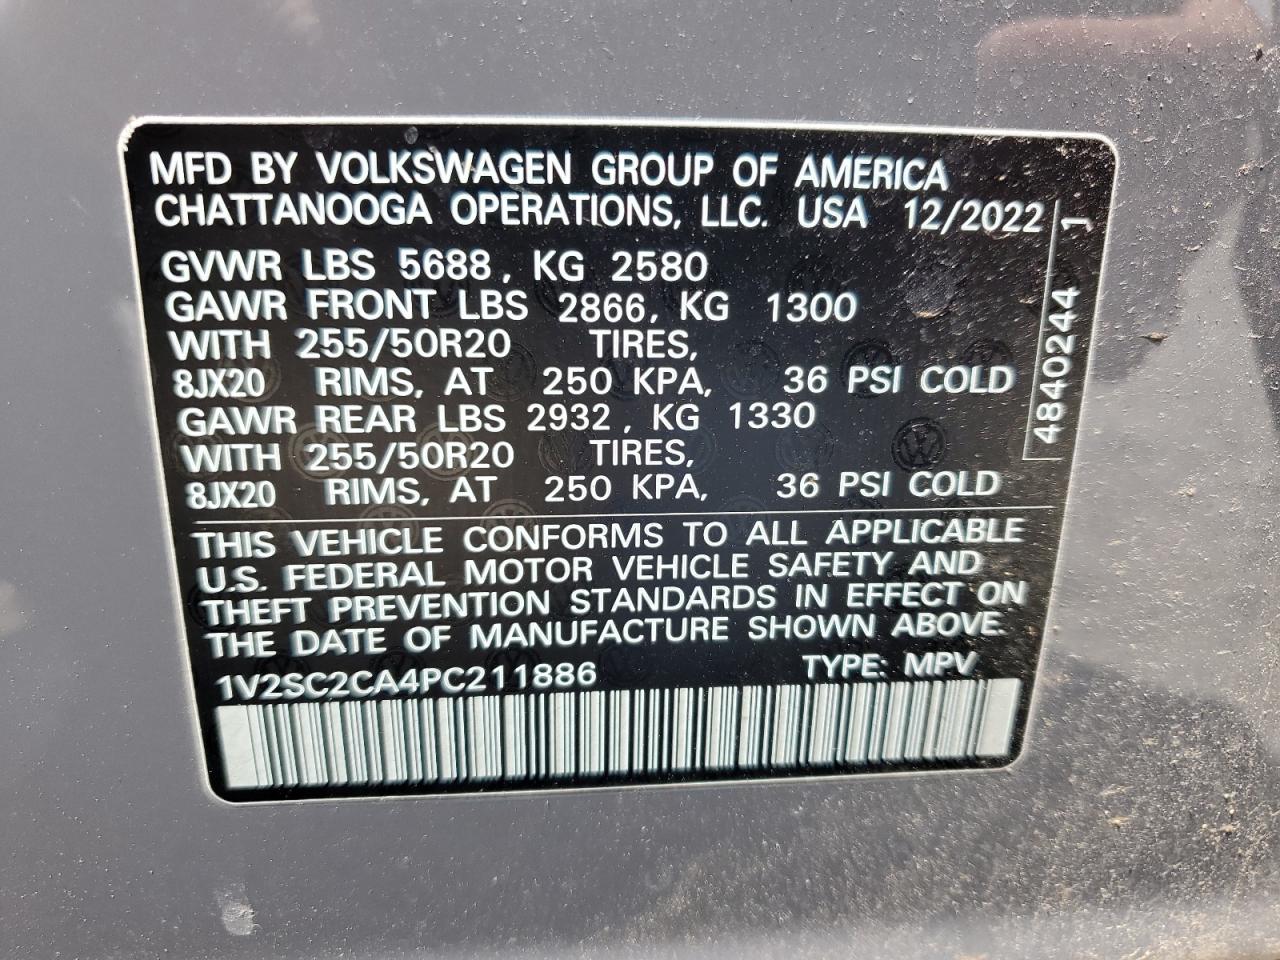 MFD BY VOLKSWAGEN GROUP OF AMERICA
CHATTANOOGA OPERATIONS, LLC. USA 12/2022
GVWR LBS 5688, KG 2580
GAWR FRONT LBS 2866, KG 1300
WITH 255/50R20 TIRES,
8JX20 RIMS, AT 250 KPA, 36 PSI COLD
GAWR REAR LBS 2932, KG 1330
WITH 255/50R20 TIRES,
8JX20 RIMS, AT 250 KPA, 36 PSI COLD
THIS VEHICLE CONFORMS TO ALL APPLICABLE
U.S. FEDERAL MOTOR VEHICLE SAFETY AND
THEFT PREVENTION STANDARDS IN EFFECT ON
THE DATE OF MANUFACTURE SHOWN ABOVE.
1V2SC2CA4PC211886 TYPE: MPV
4840244 1